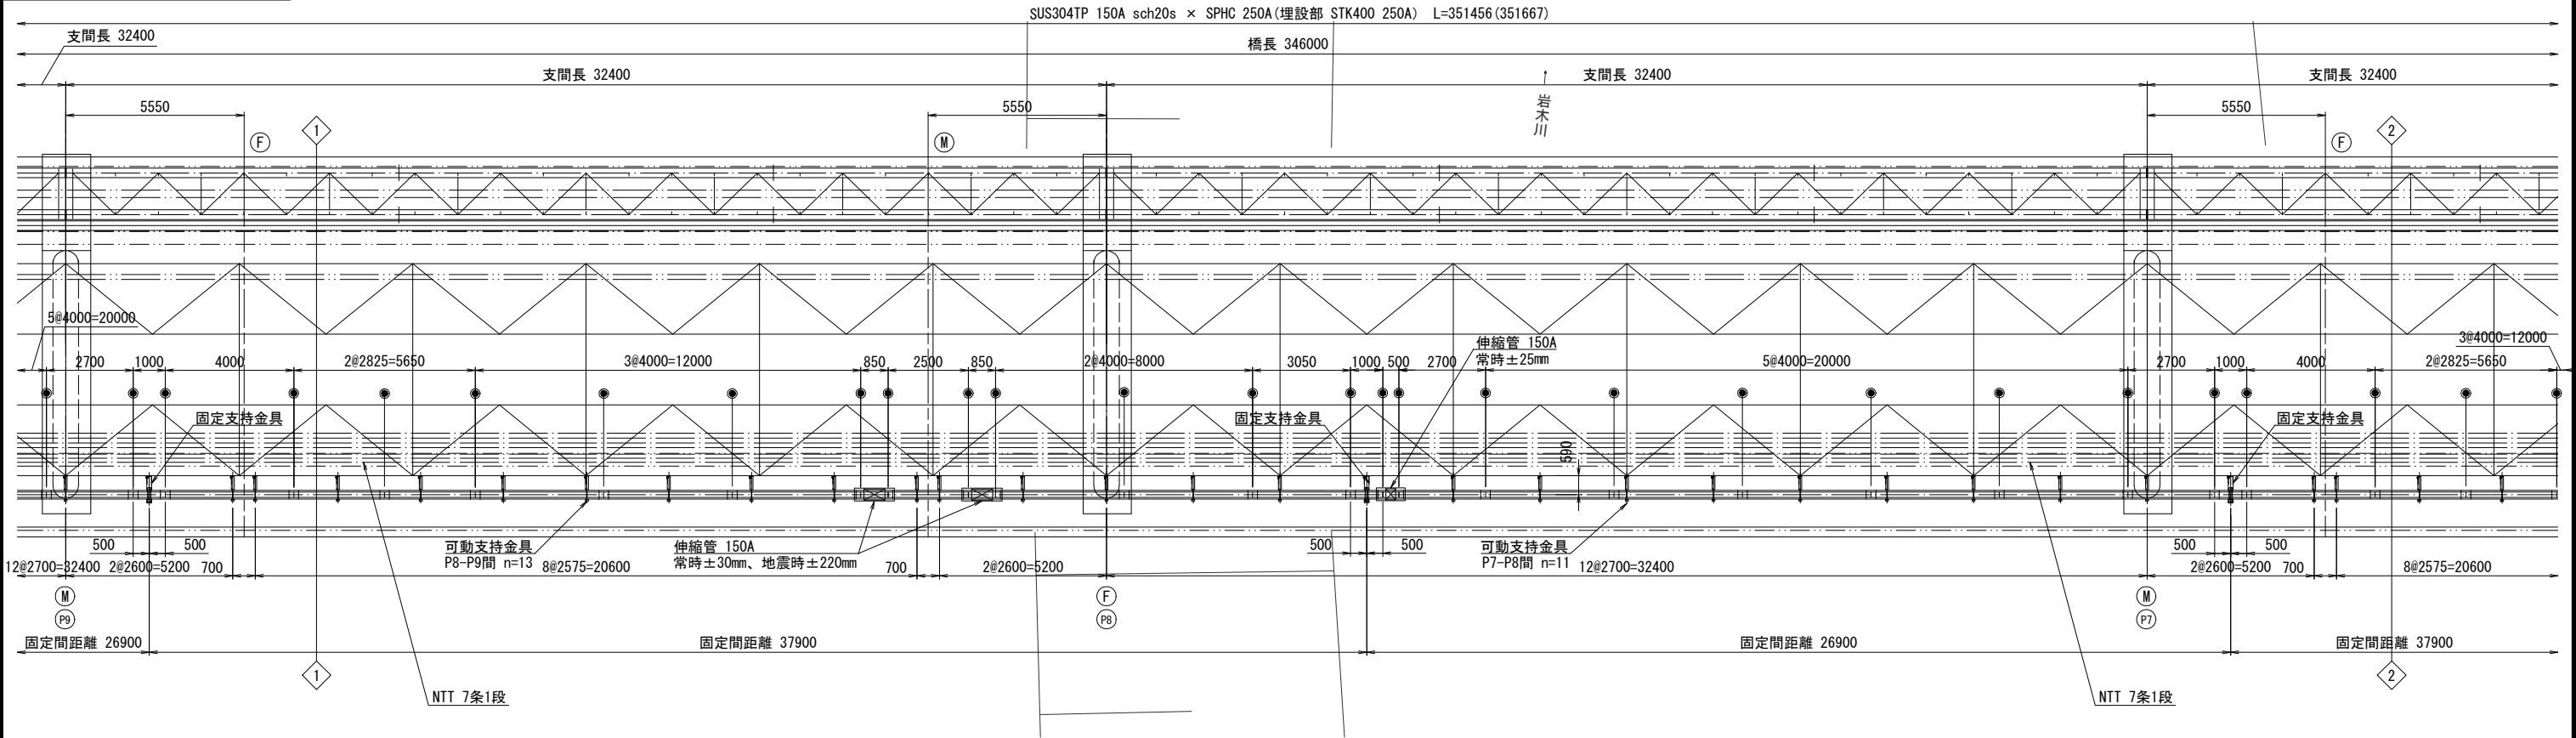 SUS304TP 150A sch20s × SPHC 250A(埋設部 STK400 250A) L=351456(351667)
支間長 32400
橋長 346000
支間長 32400
支間長 32400
支間長 32400
5550
5550
5550
岩木川
1
F
M
F
2
5@4000=20000
3@4000=12000
2700
1000
4000
2@2825=5650
3@4000=12000
850
2500
850
2@4000=8000
3050
1000
500
2700
5@4000=20000
2700
1000
4000
2@2825=5650
伸縮管 150A
常時±25mm
固定支持金具
固定支持金具
固定支持金具
590
500
500
可動支持金具
P8-P9間 n=13
伸縮管 150A
常時±30mm、地震時±220mm
500
500
可動支持金具
P7-P8間 n=11
500
500
12@2700=32400
2@2600=5200
700
8@2575=20600
700
2@2600=5200
12@2700=32400
2@2600=5200
700
8@2575=20600
M
P9
F
P8
M
P7
固定間距離 26900
固定間距離 37900
固定間距離 26900
固定間距離 37900
1
2
NTT 7条1段
NTT 7条1段